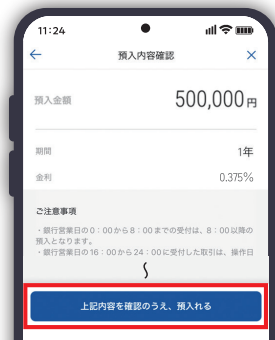 11:24
預入内容確認
預入金額 500,000円
期間 1年
金利 0.375%
ご注意事項
・銀行営業日の0：00から8：00までの受付は、8：00以降の
預入となります。
・銀行営業日の16：00から24：00に受付した取引は、操作日
上記内容を確認のうえ、預入れる